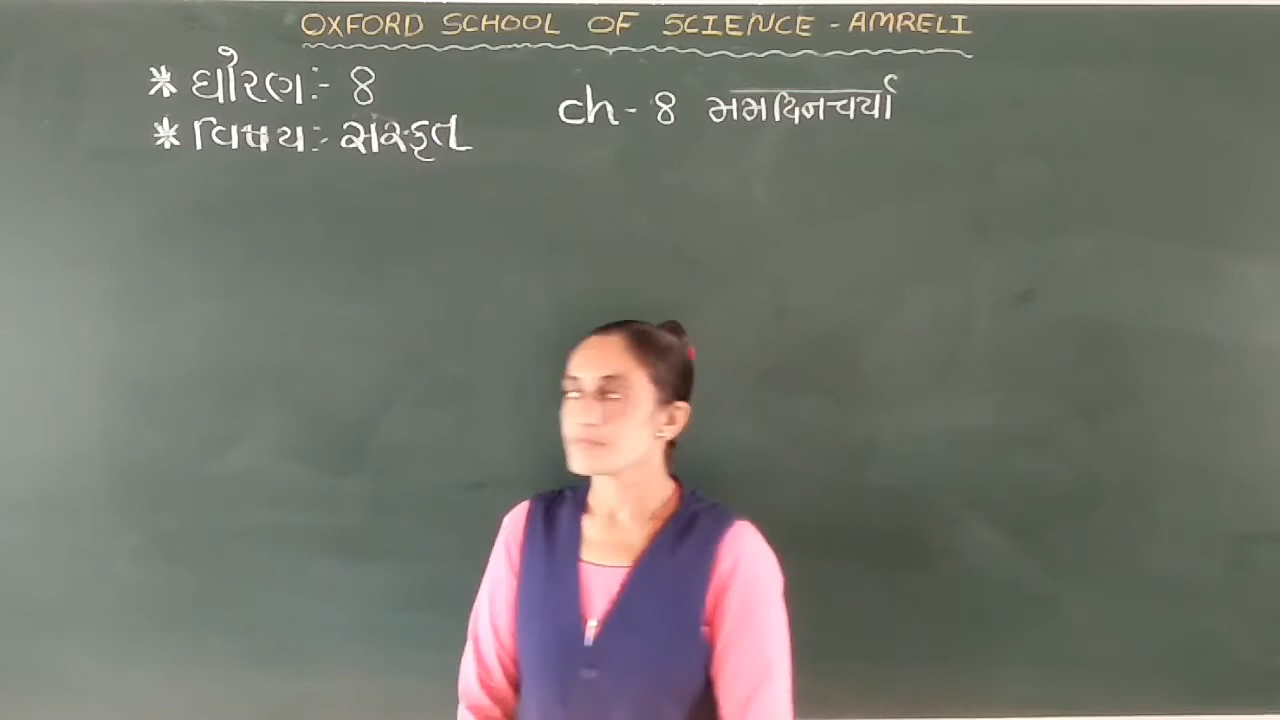 OXFORD SCHOOL OF SCIENCE - AMRELI
* ધોરણ:- 8
* વિષય:- સંસ્કૃત
ch - 8 મમદિનચર્યા